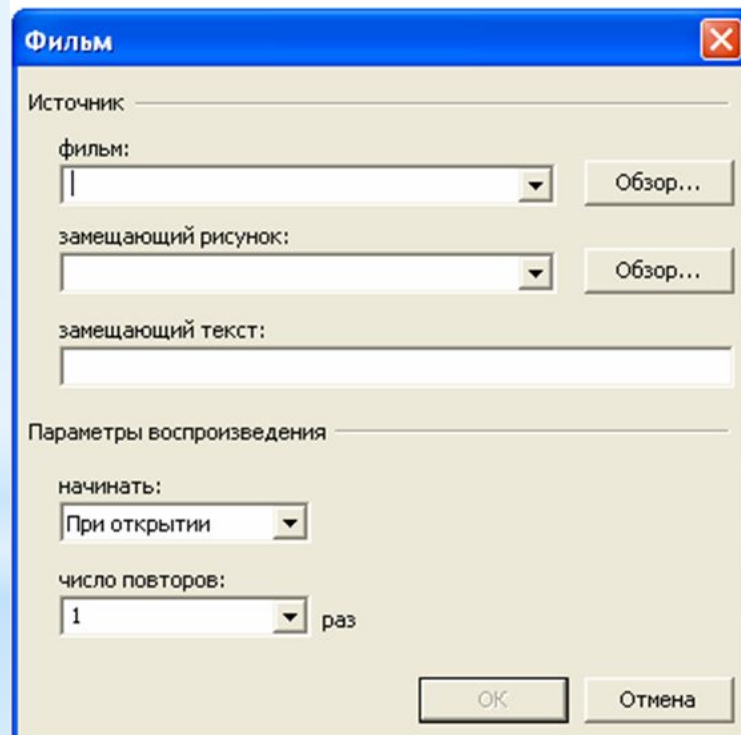 Фильм
Источник
фильм:
Обзор...
замещающий рисунок:
Обзор...
замещающий текст:
Параметры воспроизведения
начинать:
При открытии
число повторов:
1 раз
ОК Отмена